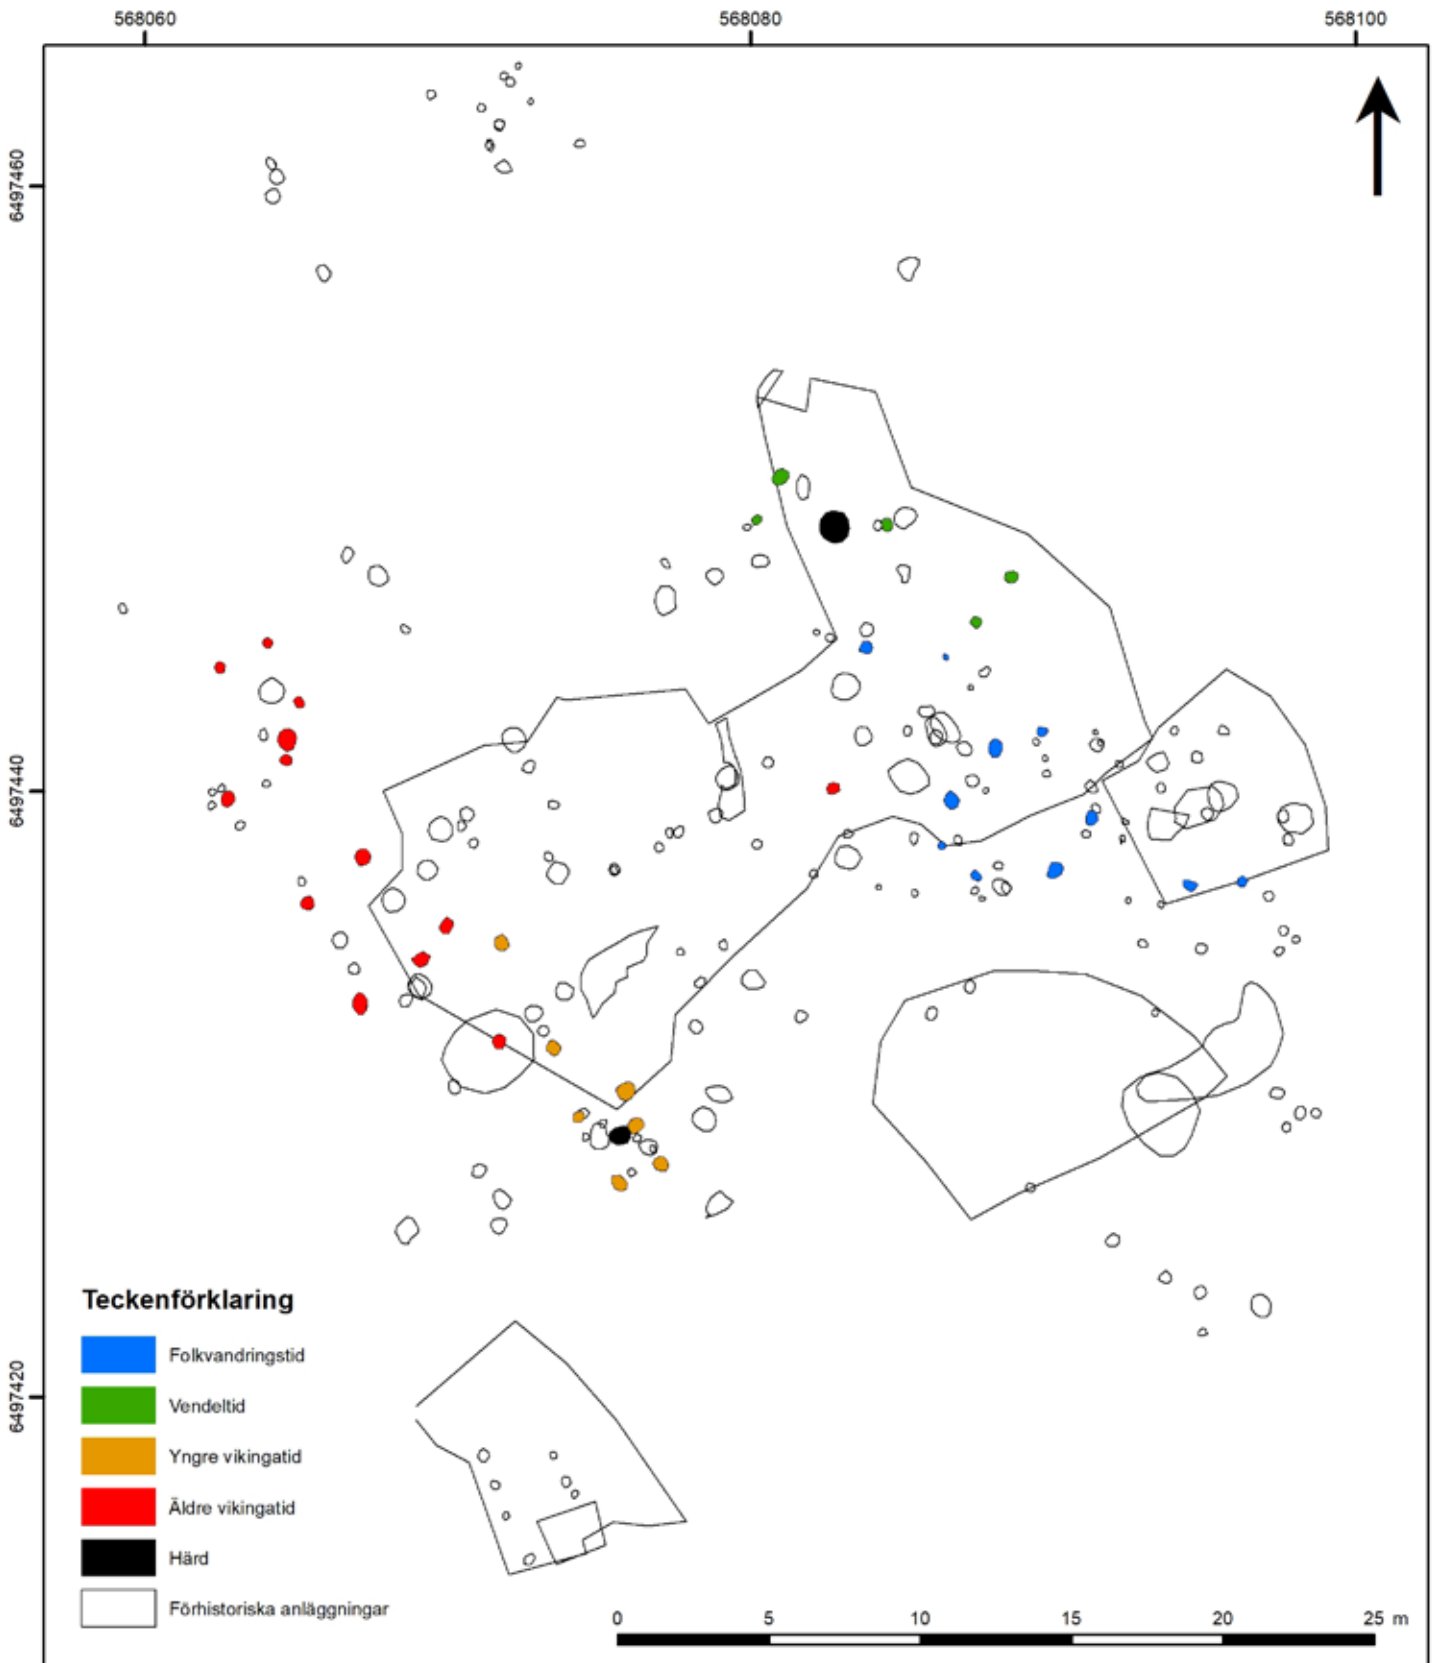 568060
568080
568100
6497460
6497440
6497420
Teckenförklaring
Folkvandringstid
Vendeltid
Yngre vikingatid
Äldre vikingatid
Härd
Förhistoriska anläggningar
0 5 10 15 20 25 m